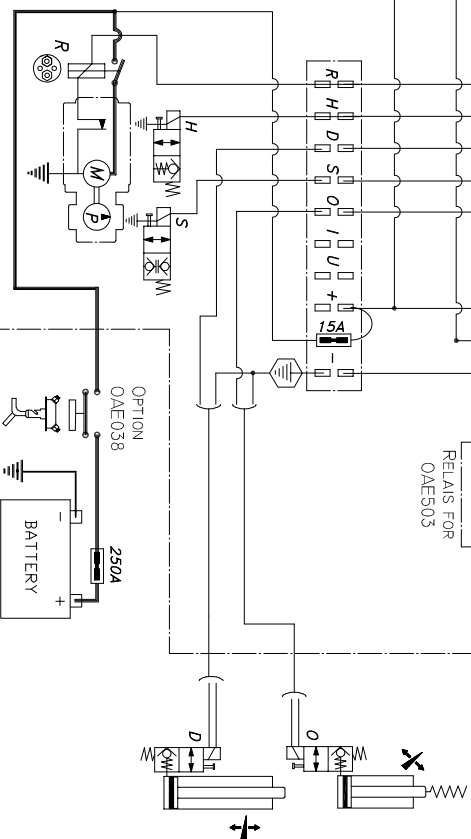 R
H
S
M
P
R
H
D
S
O
I
U
+
15A
–
OPTION
OAE038
RELAIS FOR
OAE503
250A
–
BATTERY
+
D
O